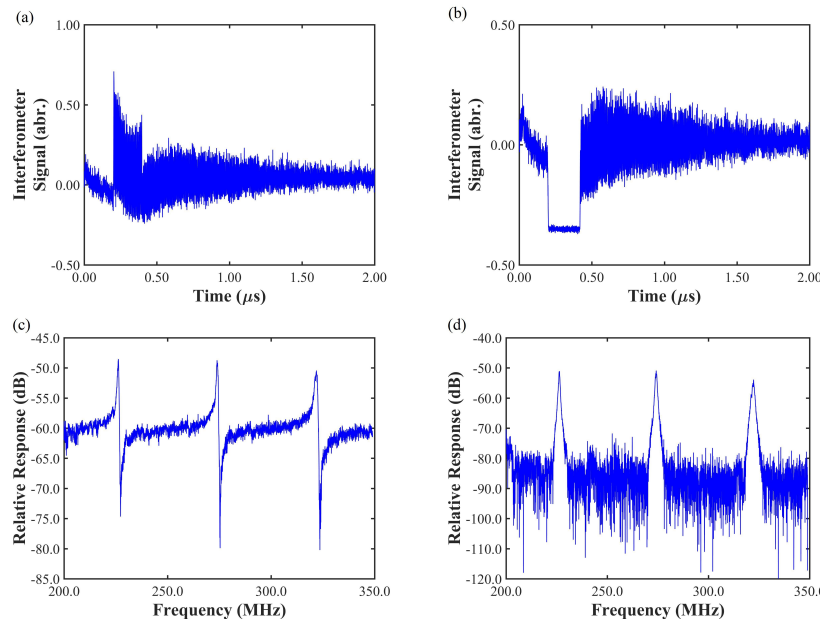 (a)
1.00
0.50
0.00
-0.50
Interferometer
Signal (abr.)
0.00 0.50 1.00 1.50 2.00
Time (μs)
(b)
0.50
0.00
-0.50
Interferometer
Signal (abr.)
0.00 0.50 1.00 1.50 2.00
Time (μs)
(c)
-45.0
-50.0
-55.0
-60.0
-65.0
-70.0
-75.0
-80.0
-85.0
Relative Response (dB)
200.0 250.0 300.0 350.0
Frequency (MHz)
(d)
-40.0
-50.0
-60.0
-70.0
-80.0
-90.0
-100.0
-110.0
-120.0
Relative Response (dB)
200.0 250.0 300.0 350.0
Frequency (MHz)